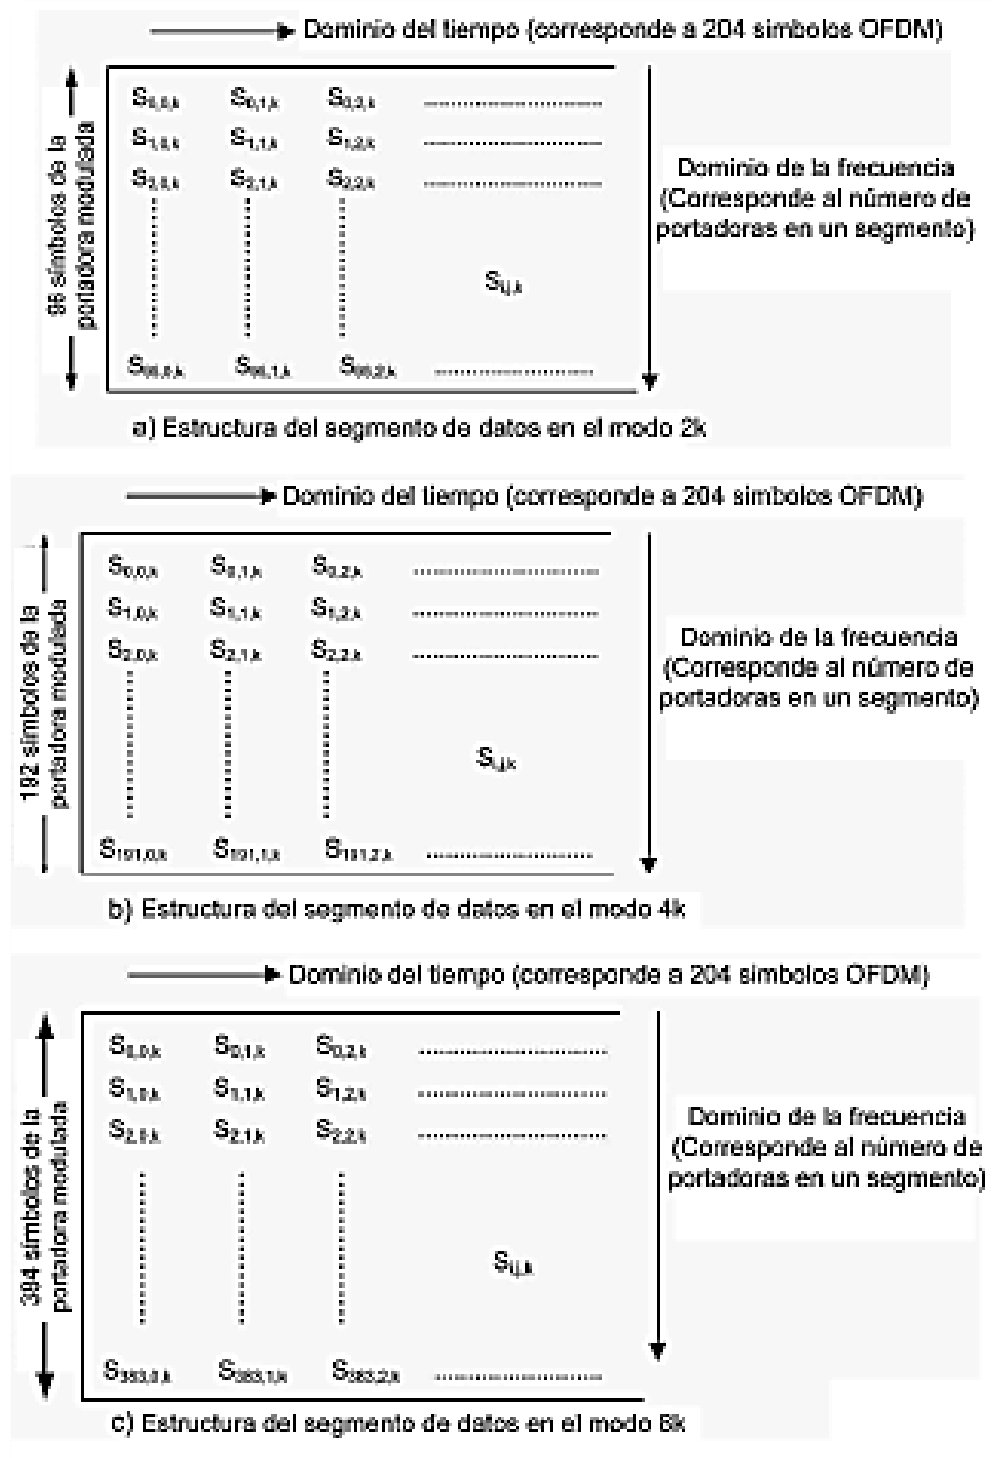 Dominio del tiempo (corresponde a 204 simbolos OFDM)
96 símbolos de la
portadora modulada
S0,0,k S0,1,k S0,2,k
S1,0,k S1,1,k S1,2,k
S2,0,k S2,1,k S2,2,k
Si,j,k
S95,0,k S95,1,k S95,2,k
Dominio de la frecuencia
(Corresponde al número de
portadoras en un segmento)
a) Estructura del segmento de datos en el modo 2k
Dominio del tiempo (corresponde a 204 simbolos OFDM)
192 símbolos de la
portadora modulada
S0,0,k S0,1,k S0,2,k
S1,0,k S1,1,k S1,2,k
S2,0,k S2,1,k S2,2,k
Si,j,k
S191,0,k S191,1,k S191,2,k
Dominio de la frecuencia
(Corresponde al número de
portadoras en un segmento)
b) Estructura del segmento de datos en el modo 4k
Dominio del tiempo (corresponde a 204 simbolos OFDM)
384 símbolos de la
portadora modulada
S0,0,k S0,1,k S0,2,k
S1,0,k S1,1,k S1,2,k
S2,0,k S2,1,k S2,2,k
Si,j,k
S383,0,k S383,1,k S383,2,k
Dominio de la frecuencia
(Corresponde al número de
portadoras en un segmento)
c) Estructura del segmento de datos en el modo 8k